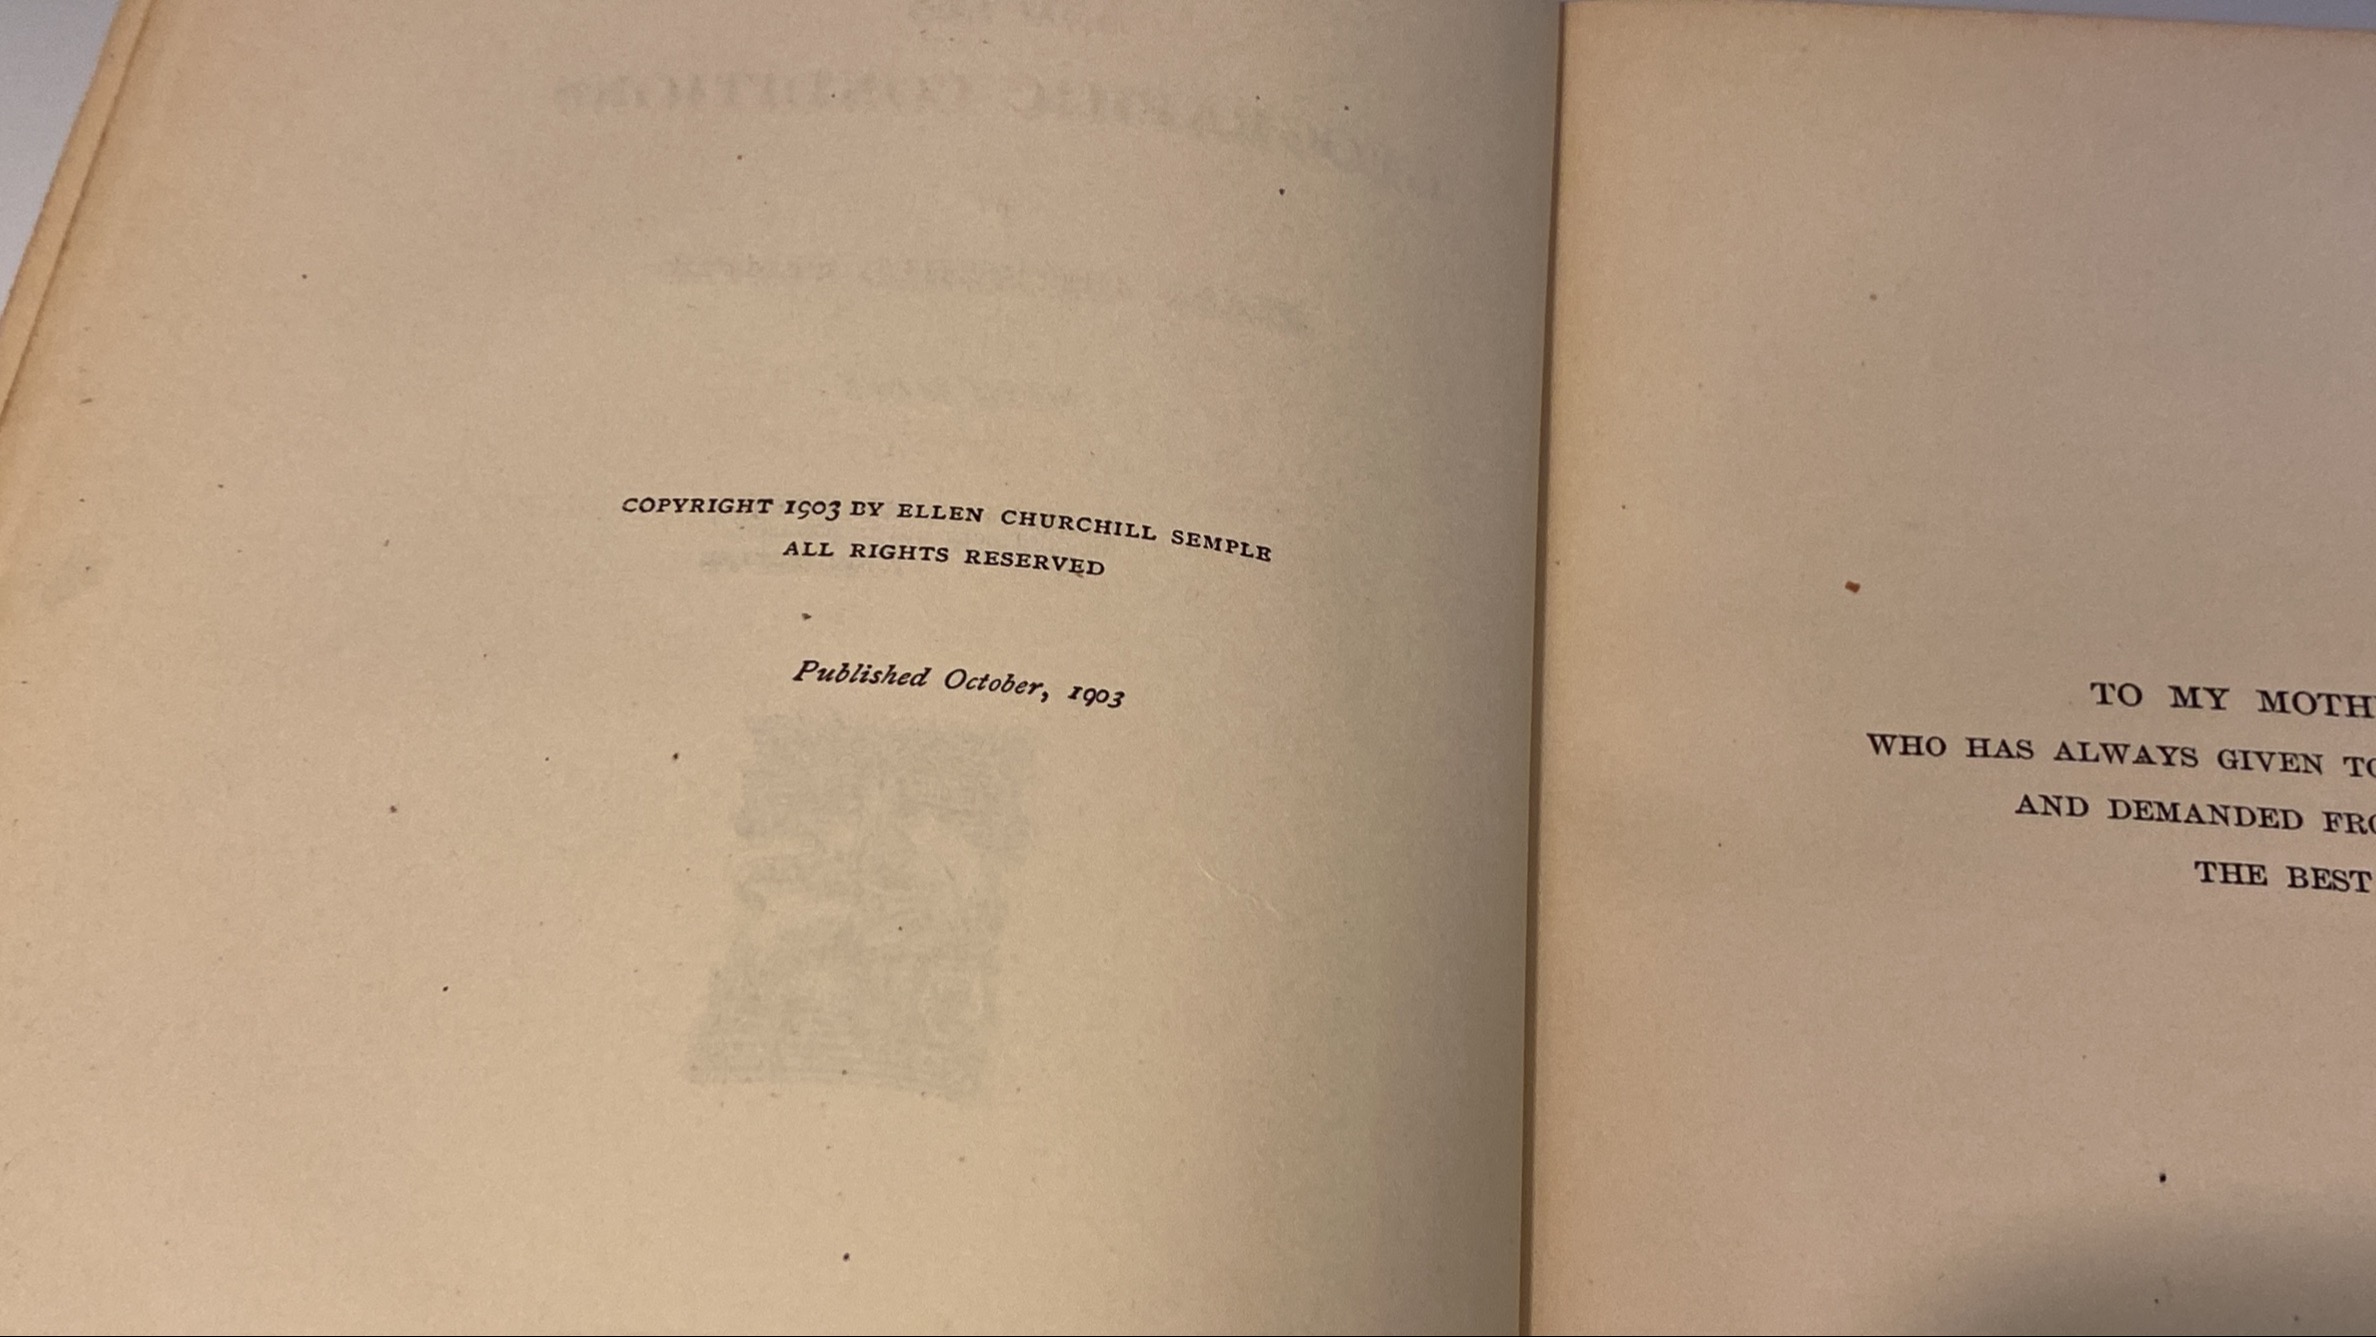 COPYRIGHT 1903 BY ELLEN CHURCHILL SEMPLE
ALL RIGHTS RESERVED
Published October, 1903
TO MY MOTH
WHO HAS ALWAYS GIVEN TO
AND DEMANDED FRO
THE BEST